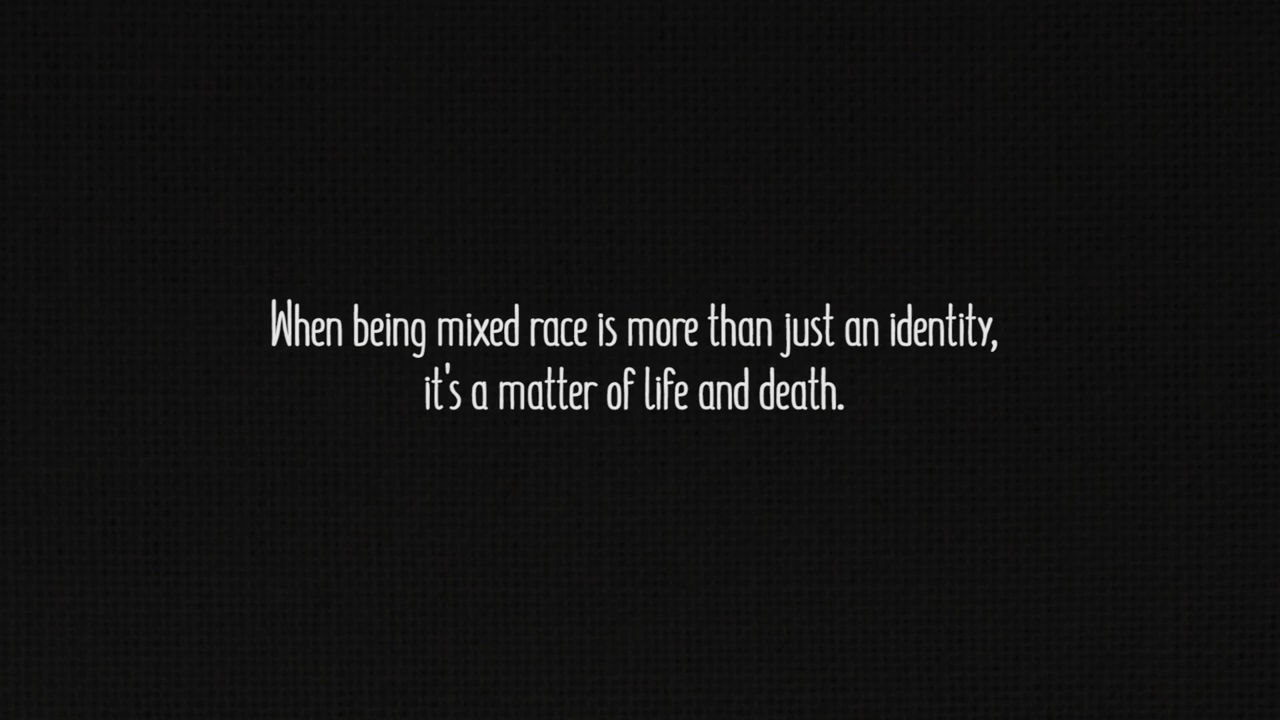 When being mixed race is more than just an identity,
it's a matter of life and death.